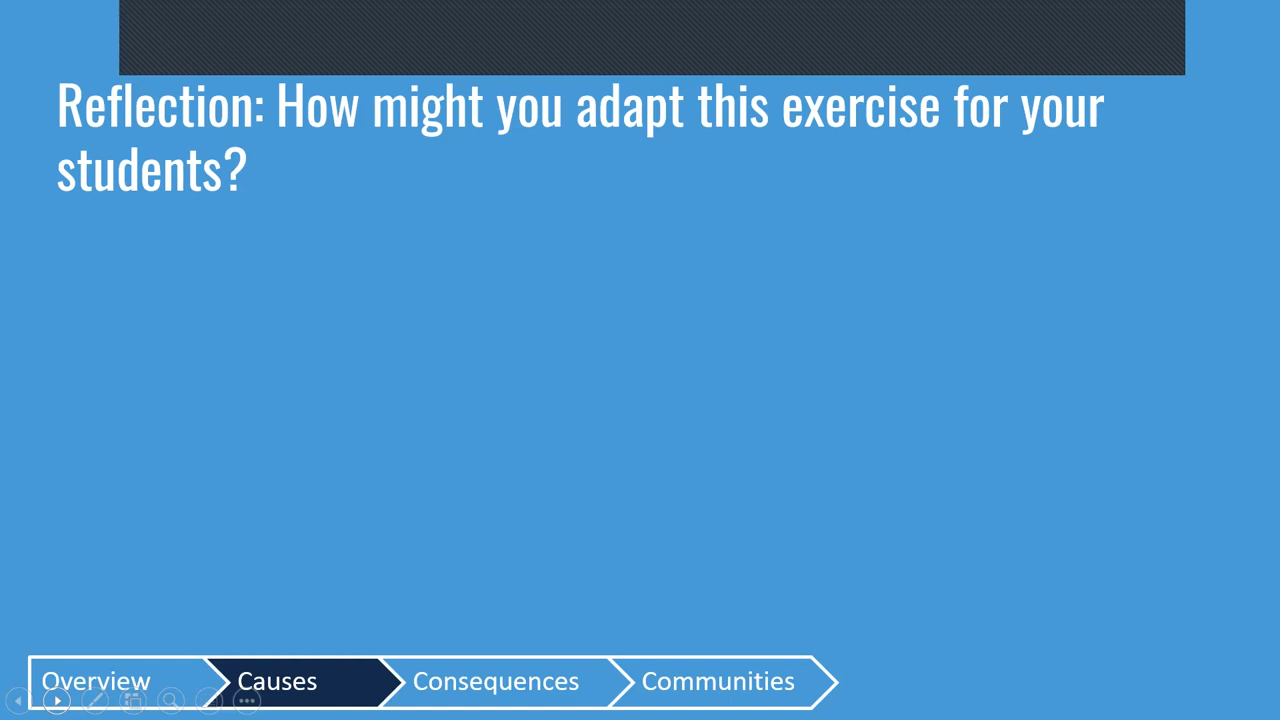 Reflection: How might you adapt this exercise for your
students?
Overview
Causes
Consequences
Communities